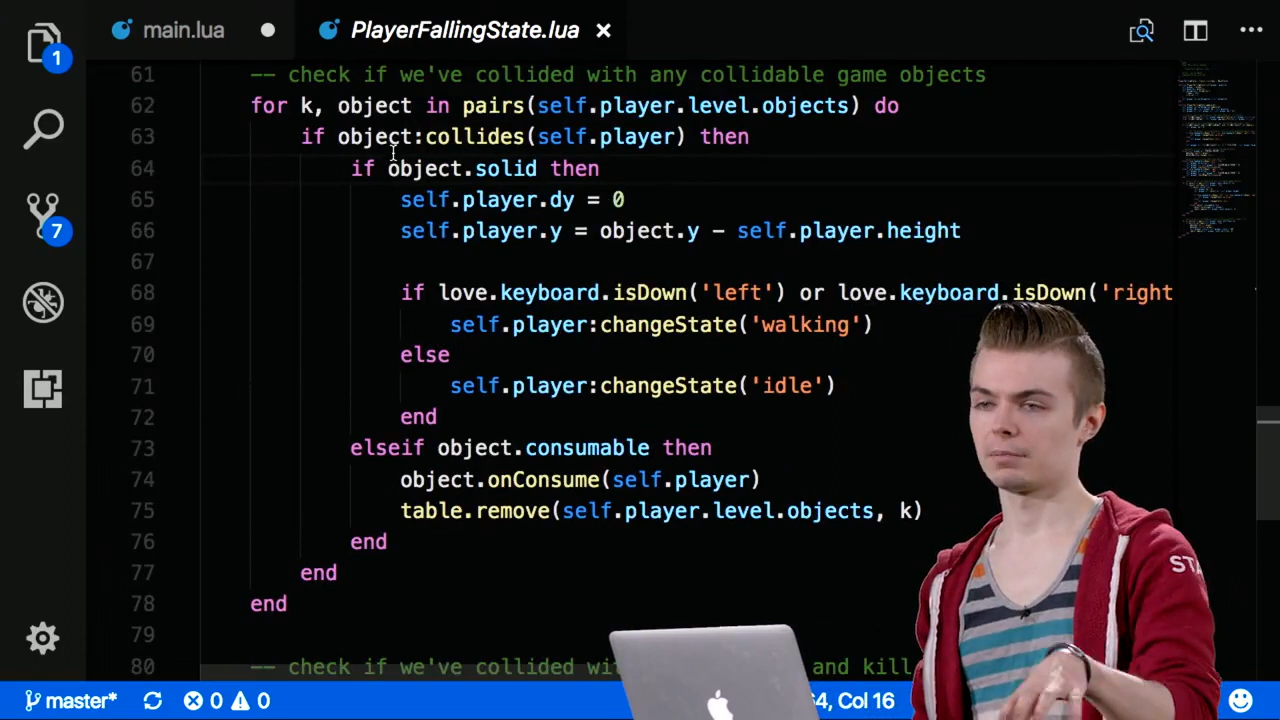 main.lua
PlayerFallingState.lua
1
61 -- check if we've collided with any collidable game objects
62 for k, object in pairs(self.player.level.objects) do
63 if object:collides(self.player) then
64 if object.solid then
65 self.player.dy = 0
66 self.player.y = object.y - self.player.height
67
68 if love.keyboard.isDown('left') or love.keyboard.isDown('right
69 self.player:changeState('walking')
70 else
71 self.player:changeState('idle')
72 end
73 elseif object.consumable then
74 object.onConsume(self.player)
75 table.remove(self.player.level.objects, k)
76 end
77 end
78 end
79
80 -- check if we've collided wit and kill
7
STA
master* 0 0 64, Col 16